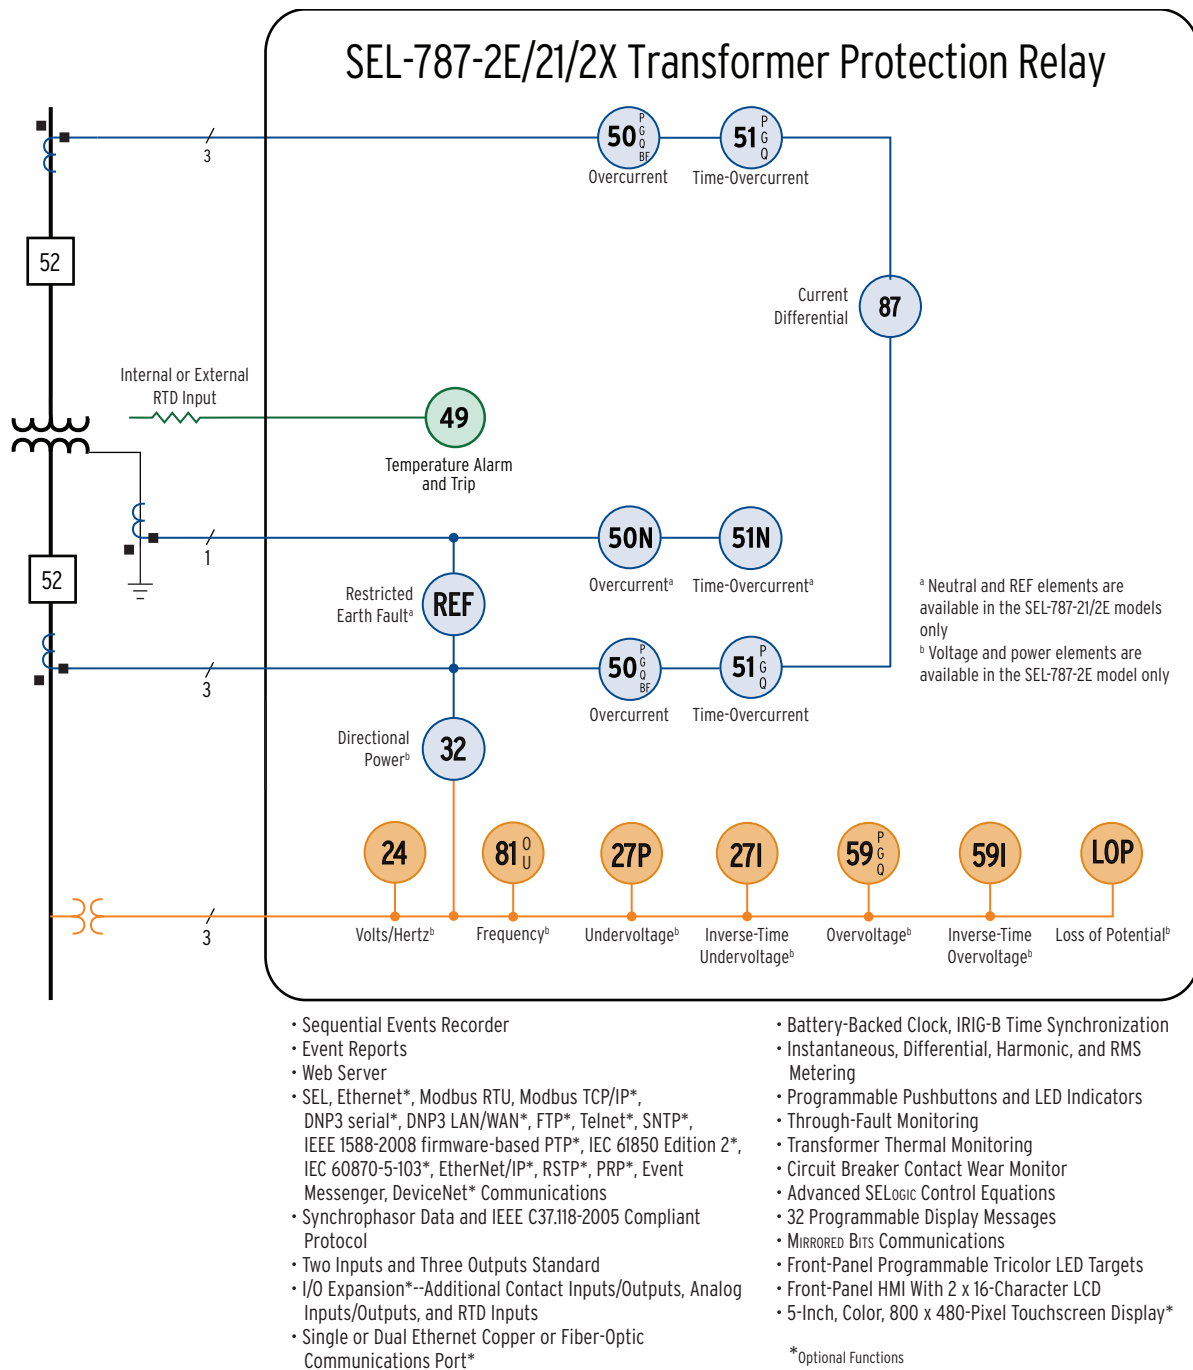 SEL-787-2E/21/2X Transformer Protection Relay
3
50 P G Q BF
Overcurrent
51 P G Q
Time-Overcurrent
52
Current
Differential
87
Internal or External
RTD Input
49
Temperature Alarm
and Trip
1
50N
Overcurrentᵃ
51N
Time-Overcurrentᵃ
52
Restricted
Earth Faultᵃ
REF
ᵃ Neutral and REF elements are
available in the SEL-787-21/2E models
only
ᵇ Voltage and power elements are
available in the SEL-787-2E model only
3
50 P G Q BF
Overcurrent
51 P G Q
Time-Overcurrent
Directional
Powerᵇ
32
24
81 O U
27P
27I
59 P G Q
59I
LOP
3
Volts/Hertzᵇ
Frequencyᵇ
Undervoltageᵇ
Inverse-Time
Undervoltageᵇ
Overvoltageᵇ
Inverse-Time
Overvoltageᵇ
Loss of Potentialᵇ
• Sequential Events Recorder
• Event Reports
• Web Server
• SEL, Ethernet*, Modbus RTU, Modbus TCP/IP*,
DNP3 serial*, DNP3 LAN/WAN*, FTP*, Telnet*, SNTP*,
IEEE 1588-2008 firmware-based PTP*, IEC 61850 Edition 2*,
IEC 60870-5-103*, EtherNet/IP*, RSTP*, PRP*, Event
Messenger, DeviceNet* Communications
• Synchrophasor Data and IEEE C37.118-2005 Compliant
Protocol
• Two Inputs and Three Outputs Standard
• I/O Expansion*--Additional Contact Inputs/Outputs, Analog
Inputs/Outputs, and RTD Inputs
• Single or Dual Ethernet Copper or Fiber-Optic
Communications Port*
• Battery-Backed Clock, IRIG-B Time Synchronization
• Instantaneous, Differential, Harmonic, and RMS
Metering
• Programmable Pushbuttons and LED Indicators
• Through-Fault Monitoring
• Transformer Thermal Monitoring
• Circuit Breaker Contact Wear Monitor
• Advanced SELOGIC Control Equations
• 32 Programmable Display Messages
• MIRRORED BITS Communications
• Front-Panel Programmable Tricolor LED Targets
• Front-Panel HMI With 2 x 16-Character LCD
• 5-Inch, Color, 800 x 480-Pixel Touchscreen Display*
*Optional Functions